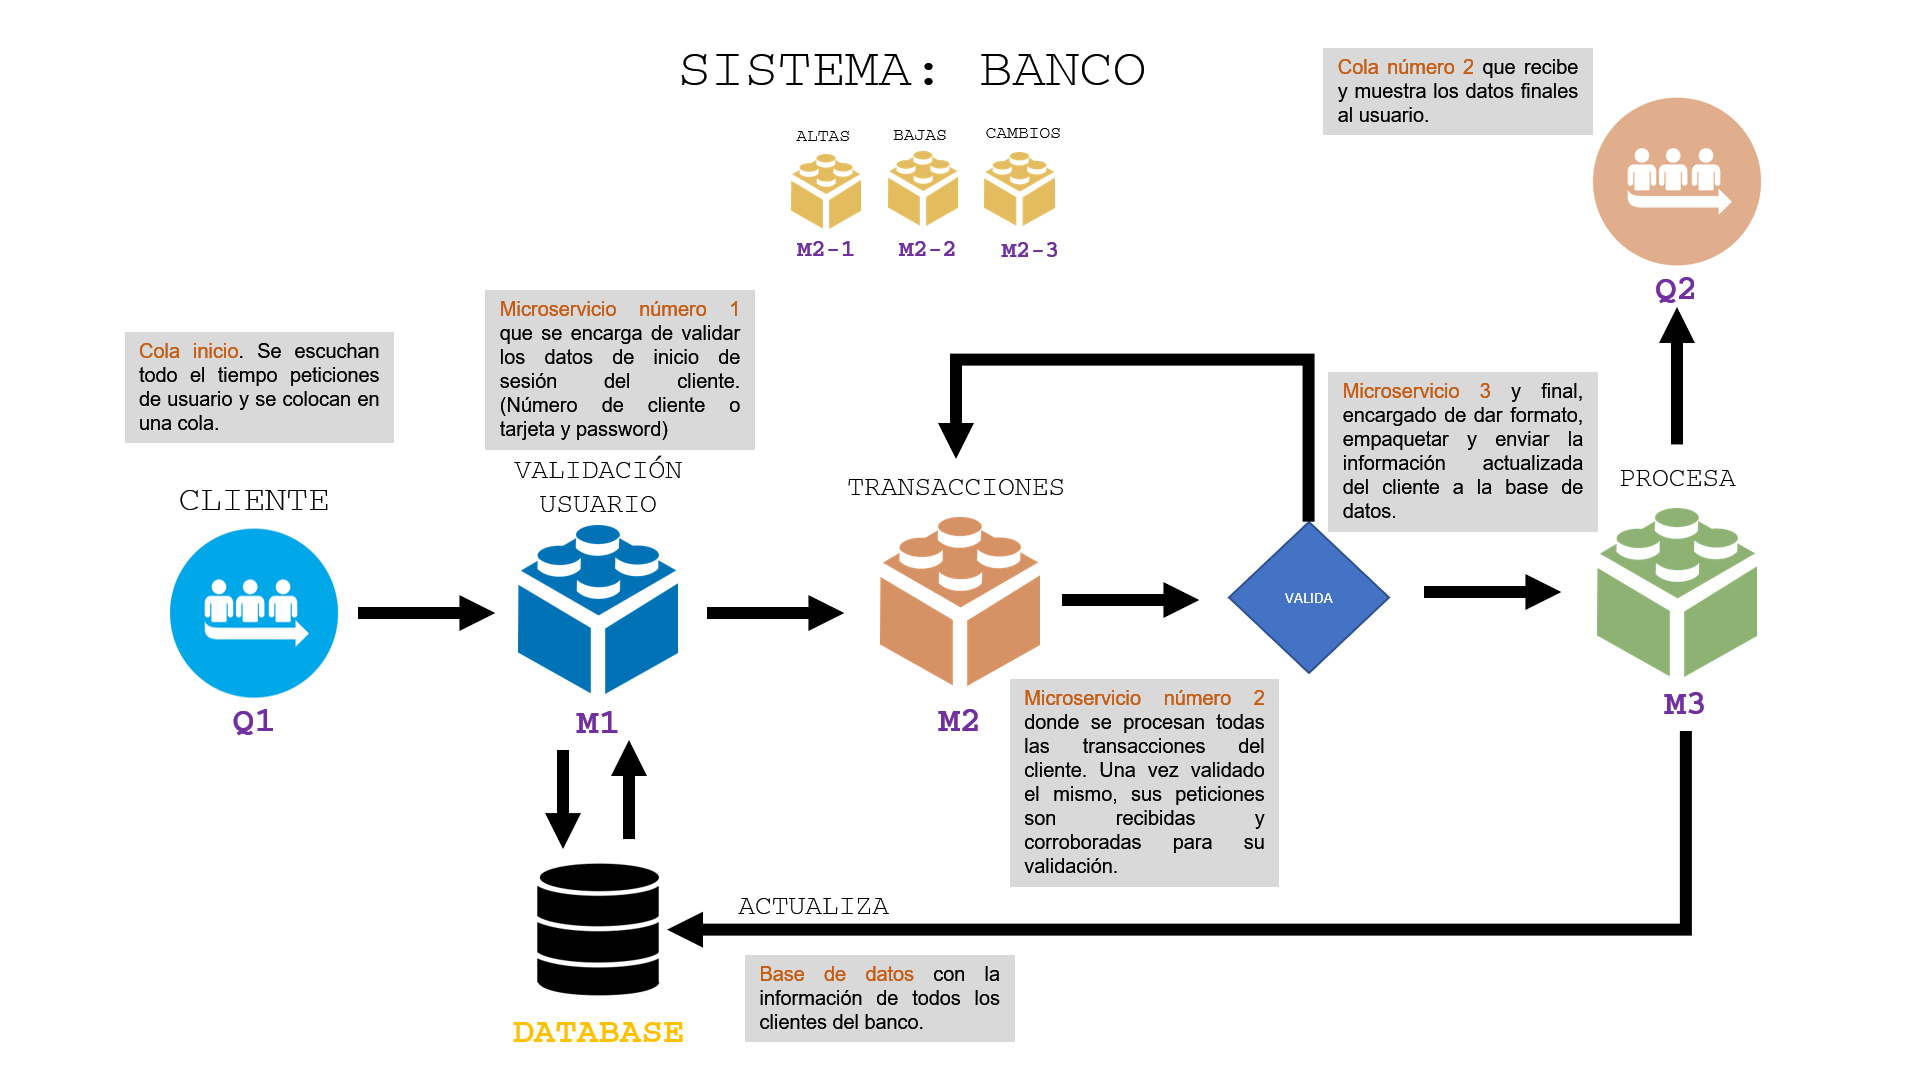 SISTEMA: BANCO
Cola número 2 que recibe
y muestra los datos finales
al usuario.
ALTAS
BAJAS
CAMBIOS
M2-1
M2-2
M2-3
Q2
Cola inicio. Se escuchan
todo el tiempo peticiones
de usuario y se colocan en
una cola.
Microservicio número 1
que se encarga de validar
los datos de inicio de
sesión del cliente.
(Número de cliente o
tarjeta y password)
Microservicio 3 y final,
encargado de dar formato,
empaquetar y enviar la
información actualizada
del cliente a la base de
datos.
CLIENTE
VALIDACIÓN
USUARIO
TRANSACCIONES
PROCESA
VALIDA
Q1
M1
M2
M3
Microservicio número 2
donde se procesan todas
las transacciones del
cliente. Una vez validado
el mismo, sus peticiones
son recibidas y
corroboradas para su
validación.
ACTUALIZA
Base de datos con la
información de todos los
clientes del banco.
DATABASE